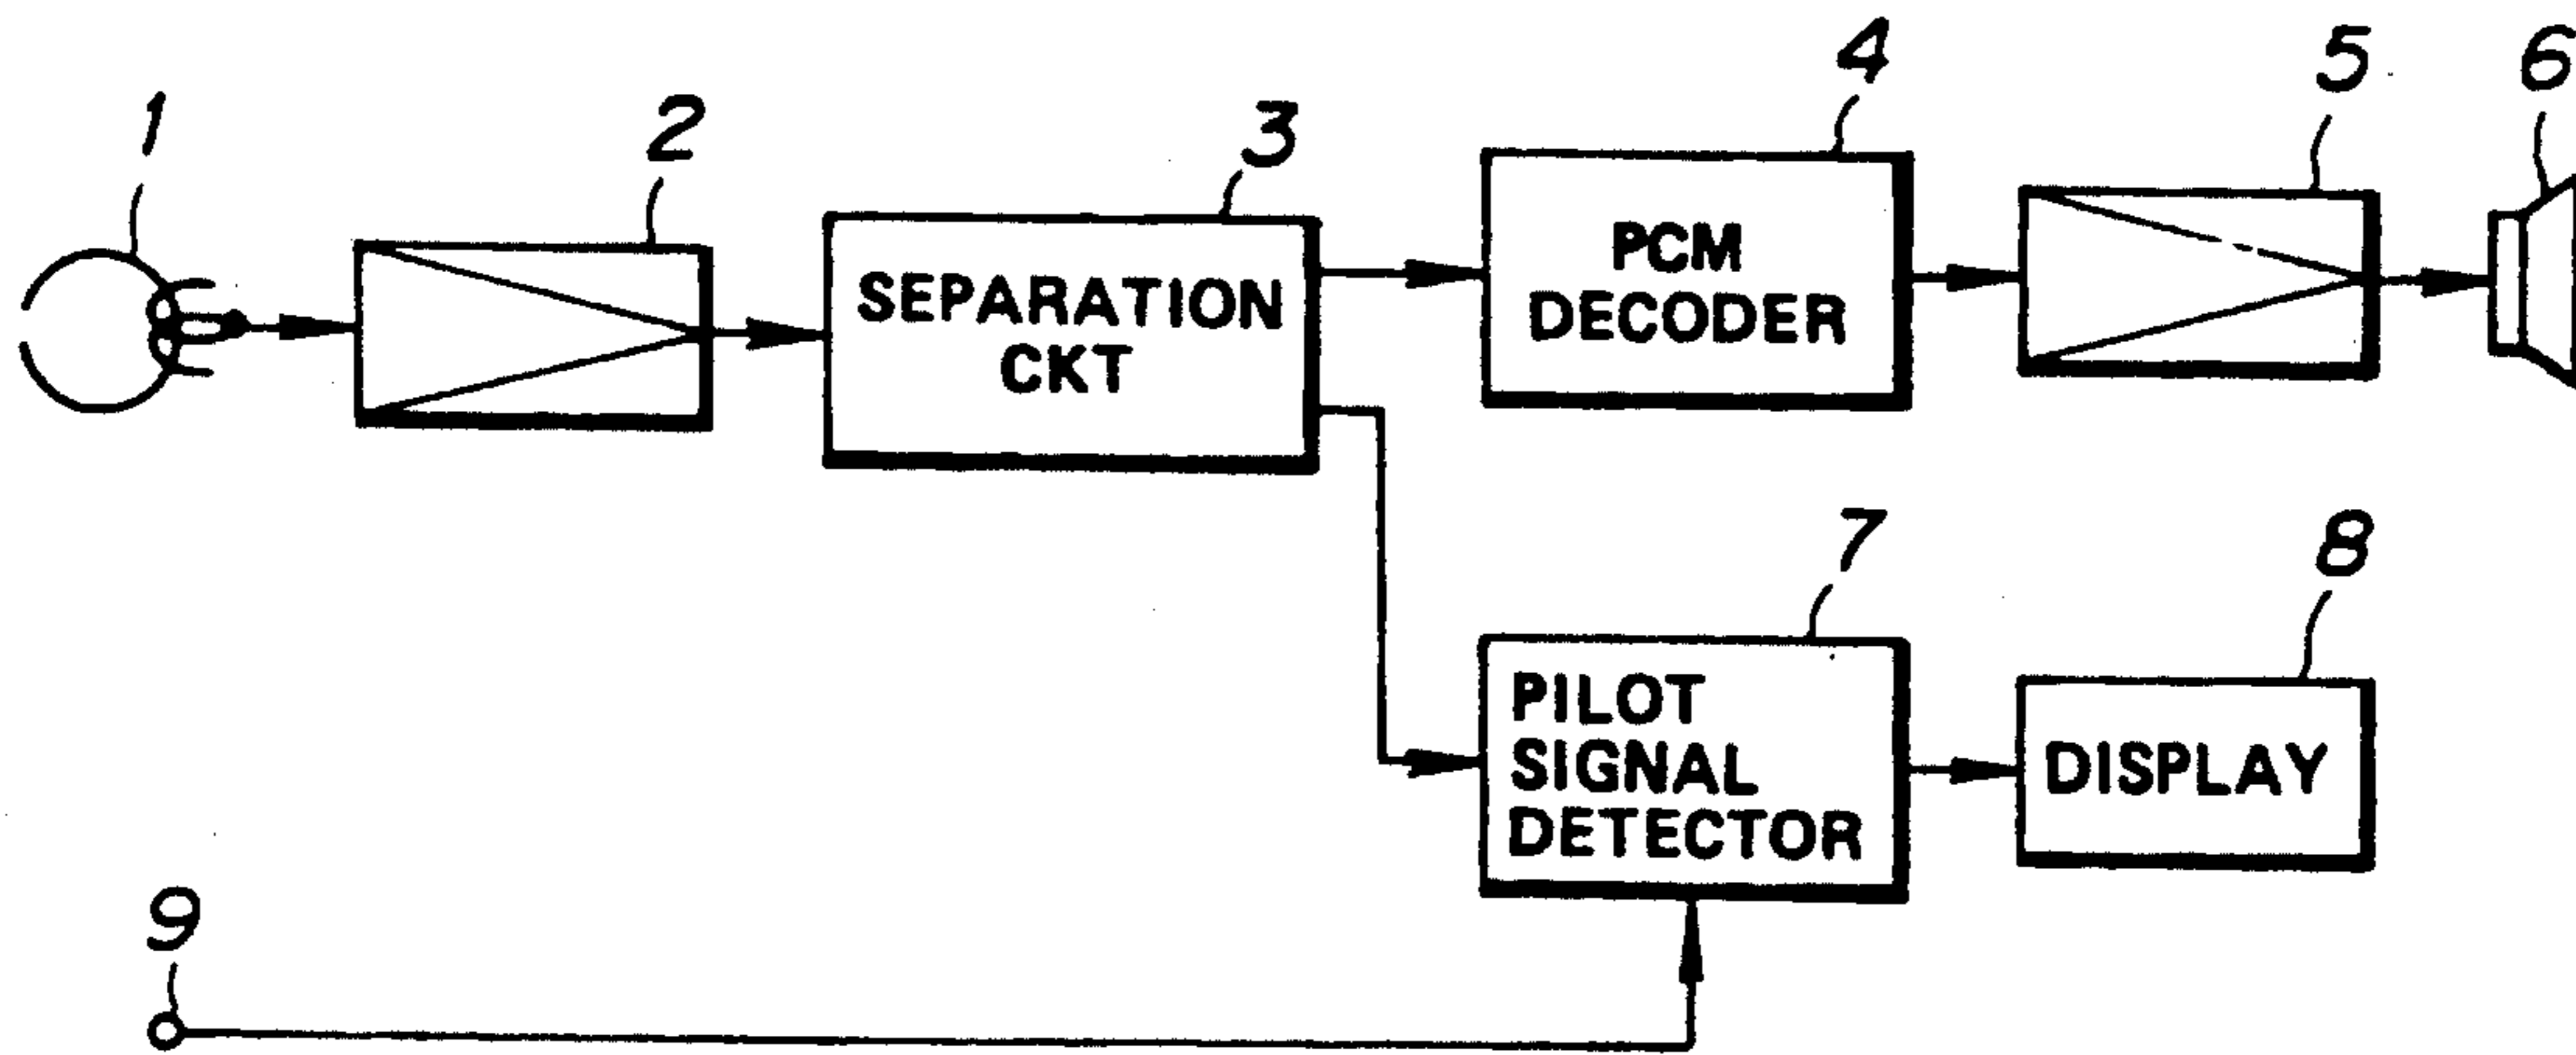 1
2
3
4
5
6
SEPARATION
CKT
PCM
DECODER
7
8
PILOT
SIGNAL
DETECTOR
DISPLAY
9